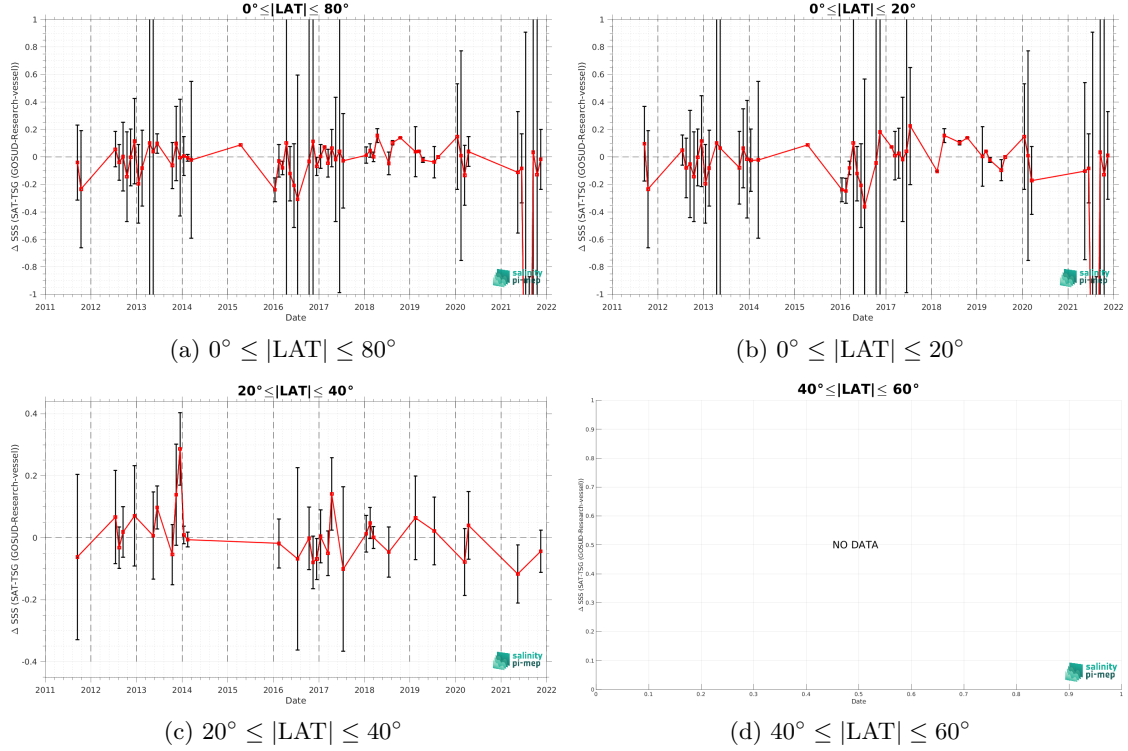 0°≤|LAT|≤ 80°
Δ SSS (SAT-TSG (GOSUD-Research-vessel))
1
0.8
0.6
0.4
0.2
0
-0.2
-0.4
-0.6
-0.8
-1
2011 2012 2013 2014 2015 2016 2017 2018 2019 2020 2021 2022
Date
salinity
pi-mep
(a) 0° ≤ |LAT| ≤ 80°
0°≤|LAT|≤ 20°
Δ SSS (SAT-TSG (GOSUD-Research-vessel))
1
0.8
0.6
0.4
0.2
0
-0.2
-0.4
-0.6
-0.8
-1
2011 2012 2013 2014 2015 2016 2017 2018 2019 2020 2021 2022
Date
salinity
pi-mep
(b) 0° ≤ |LAT| ≤ 20°
20°≤|LAT|≤ 40°
Δ SSS (SAT-TSG (GOSUD-Research-vessel))
0.4
0.2
0
-0.2
-0.4
2011 2012 2013 2014 2015 2016 2017 2018 2019 2020 2021 2022
Date
salinity
pi-mep
(c) 20° ≤ |LAT| ≤ 40°
40°≤|LAT|≤ 60°
Δ SSS (SAT-TSG (GOSUD-Research-vessel))
1
0.9
0.8
0.7
0.6
0.5
0.4
0.3
0.2
0.1
0
NO DATA
0 0.1 0.2 0.3 0.4 0.5 0.6 0.7 0.8 0.9 1
Date
salinity
pi-mep
(d) 40° ≤ |LAT| ≤ 60°